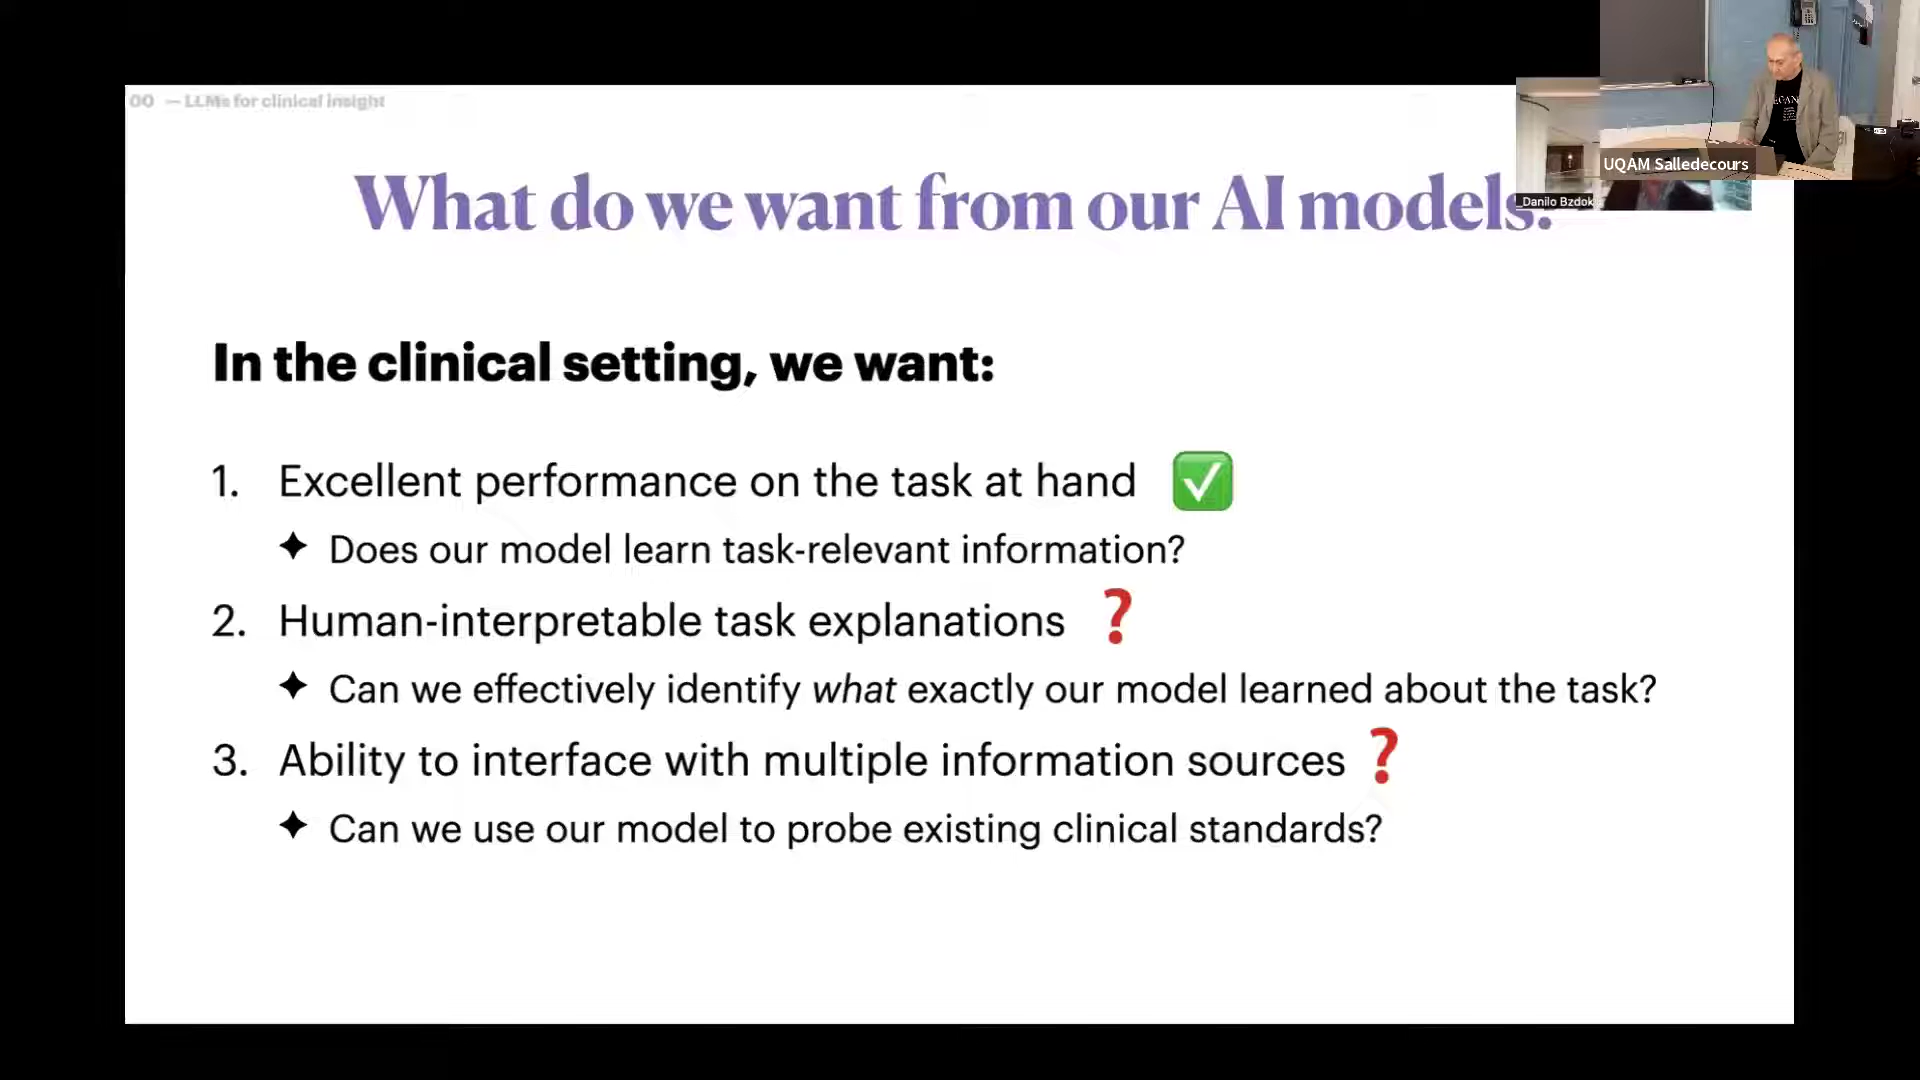 00 — LLMs for clinical insight
What do we want from our AI models?
UQAM Salledecours
Danilo Bzdok
In the clinical setting, we want:
1. Excellent performance on the task at hand ✅
✦ Does our model learn task-relevant information?
2. Human-interpretable task explanations ❓
✦ Can we effectively identify what exactly our model learned about the task?
3. Ability to interface with multiple information sources ❓
✦ Can we use our model to probe existing clinical standards?